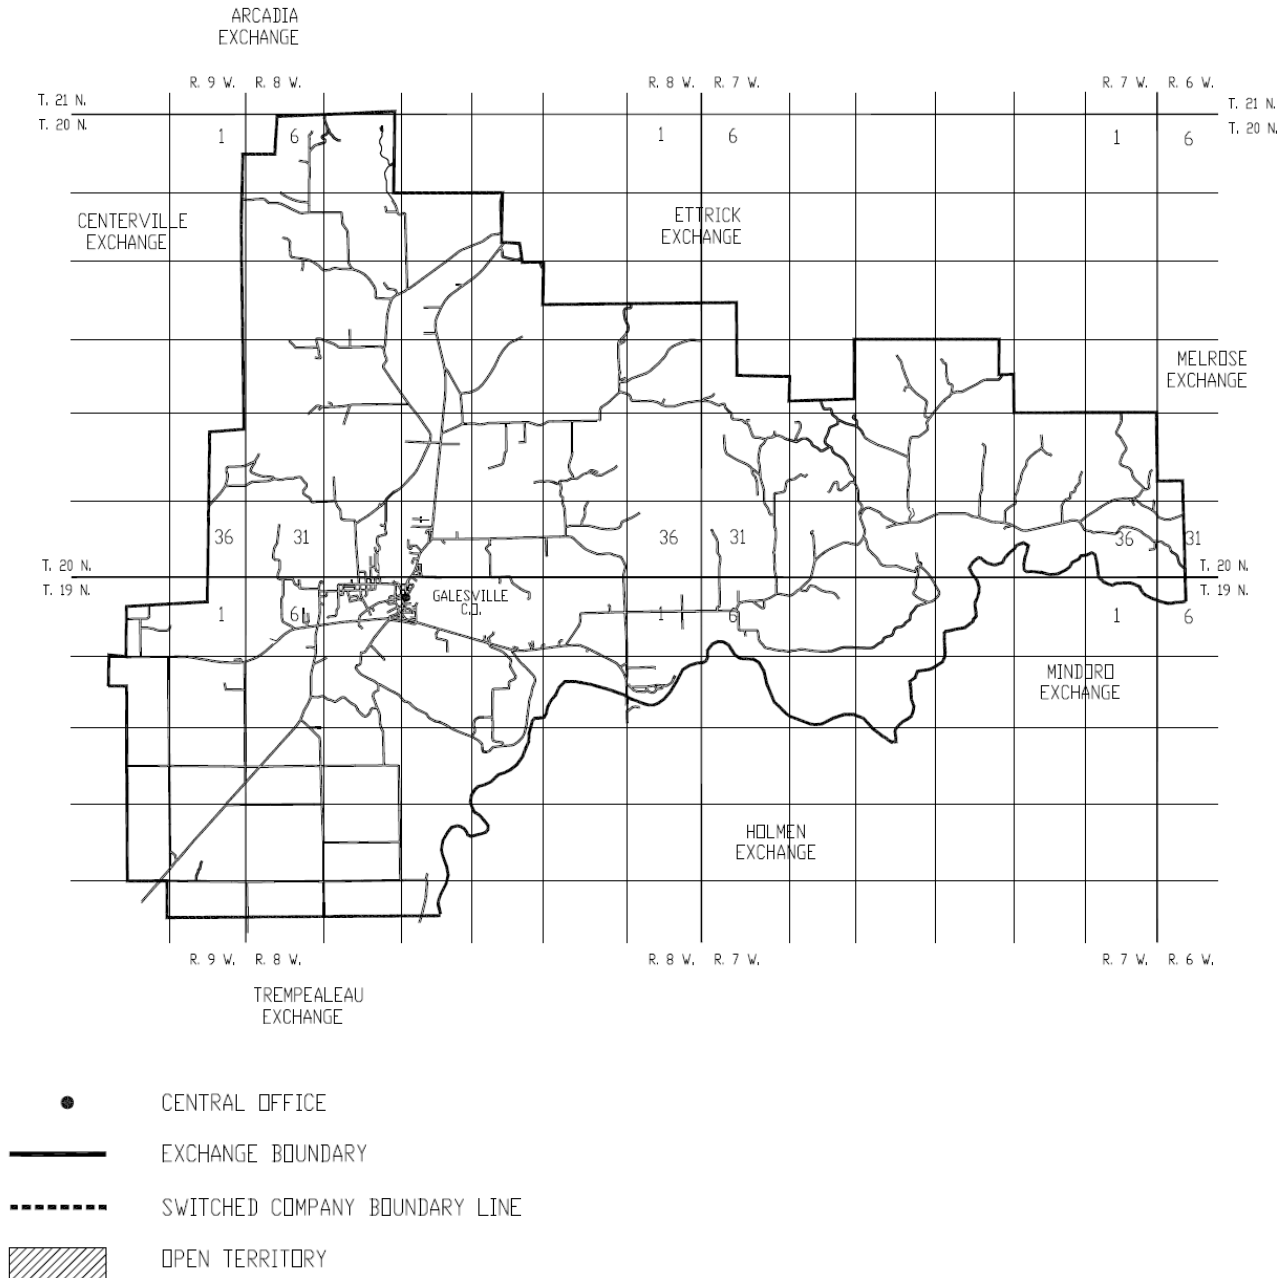 ARCADIA
EXCHANGE
R. 9 W. R. 8 W.
R. 8 W. R. 7 W.
R. 7 W. R. 6 W.
T. 21 N.
T. 20 N.
T. 21 N.
T. 20 N.
1 6
1 6
1 6
CENTERVILLE
EXCHANGE
ETTRICK
EXCHANGE
MELROSE
EXCHANGE
36 31
36 31
36 31
T. 20 N.
T. 19 N.
T. 20 N.
T. 19 N.
GALESVILLE
C.O.
1 6
1 6
1 6
MINDORO
EXCHANGE
HOLMEN
EXCHANGE
R. 9 W. R. 8 W.
R. 8 W. R. 7 W.
R. 7 W. R. 6 W.
TREMPEALEAU
EXCHANGE
CENTRAL OFFICE
EXCHANGE BOUNDARY
SWITCHED COMPANY BOUNDARY LINE
OPEN TERRITORY